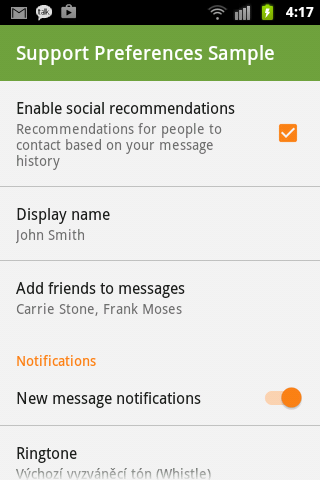 talk
4:17
Support Preferences Sample
Enable social recommendations
Recommendations for people to
contact based on your message
history
Display name
John Smith
Add friends to messages
Carrie Stone, Frank Moses
Notifications
New message notifications
Ringtone
Výchozí vyzváněcí tón (Whistle)